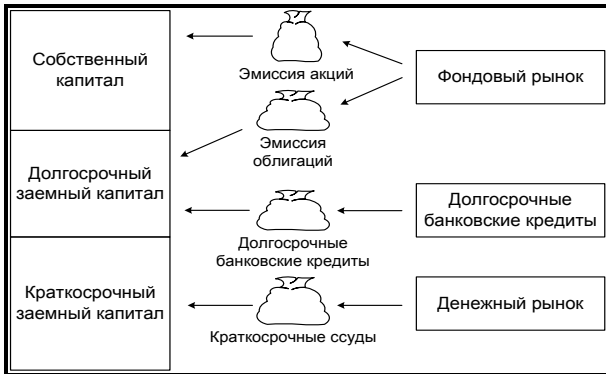 Собственный
капитал
Эмиссия акций
Фондовый рынок
Эмиссия
облигаций
Долгосрочный
заемный капитал
Долгосрочные
банковские кредиты
Долгосрочные
банковские кредиты
Краткосрочный
заемный капитал
Краткосрочные ссуды
Денежный рынок